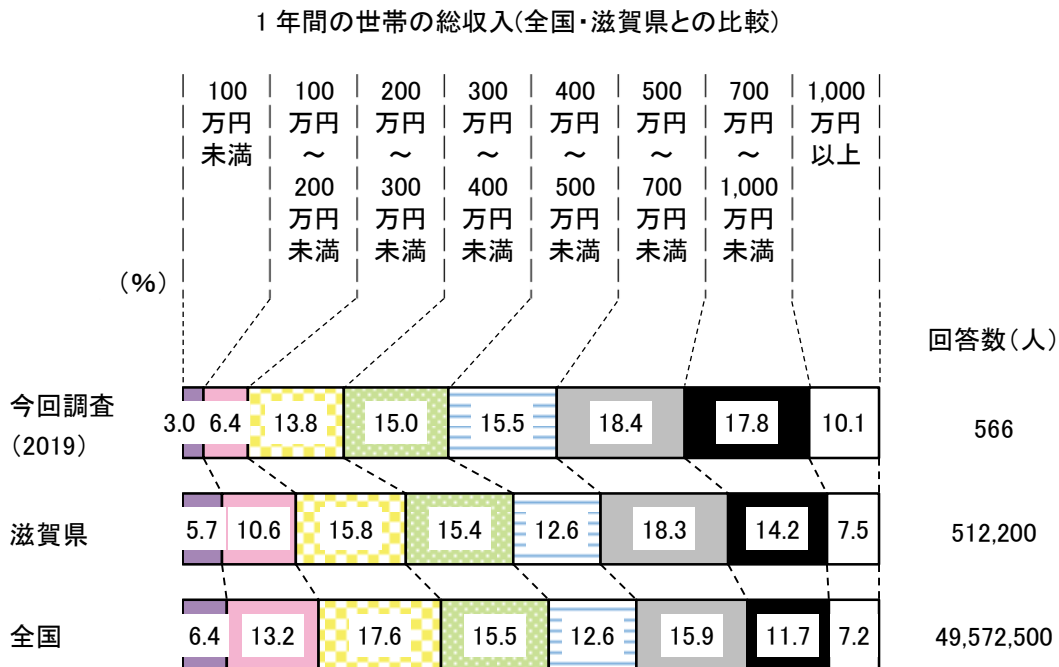 1年間の世帯の総収入(全国・滋賀県との比較)
100
万円
未満
100
万円
～
200
万円
未満
200
万円
～
300
万円
未満
300
万円
～
400
万円
未満
400
万円
～
500
万円
未満
500
万円
～
700
万円
未満
700
万円
～
1,000
万円
未満
1,000
万円
以上
(%)
回答数(人)
今回調査
(2019)
3.0 6.4 13.8 15.0 15.5 18.4 17.8 10.1 566
滋賀県 5.7 10.6 15.8 15.4 12.6 18.3 14.2 7.5 512,200
全国 6.4 13.2 17.6 15.5 12.6 15.9 11.7 7.2 49,572,500